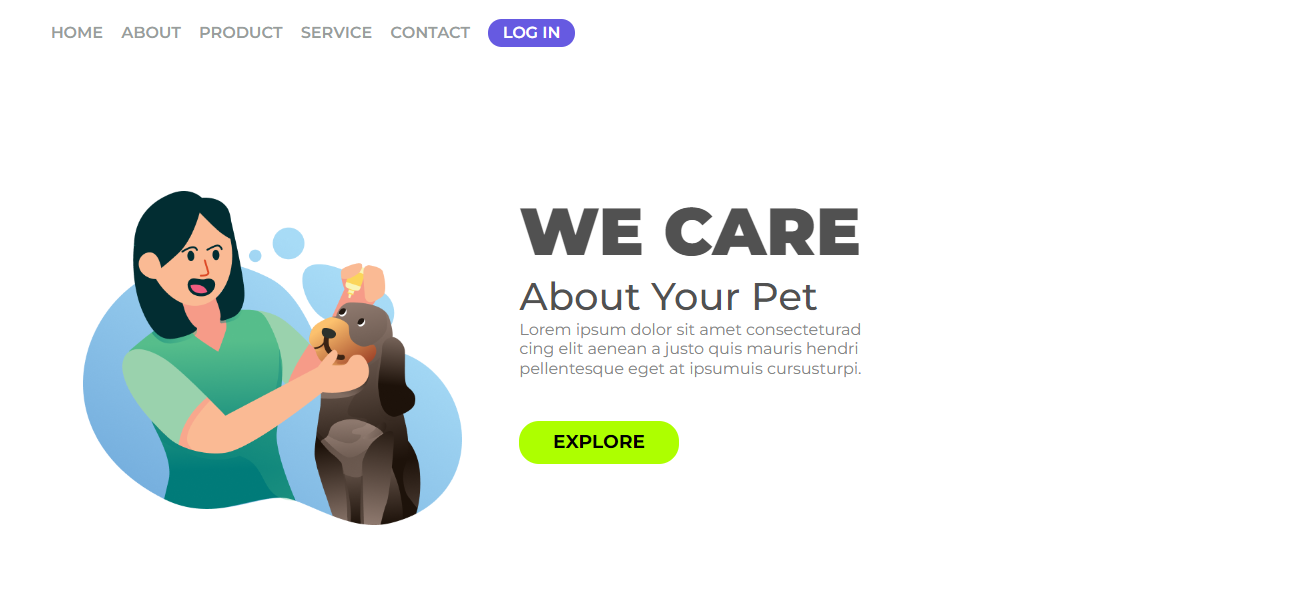 HOME ABOUT PRODUCT SERVICE CONTACT LOG IN
WE CARE
About Your Pet
Lorem ipsum dolor sit amet consecteturad
cing elit aenean a justo quis mauris hendri
pellentesque eget at ipsumuis cursusturpi.
EXPLORE